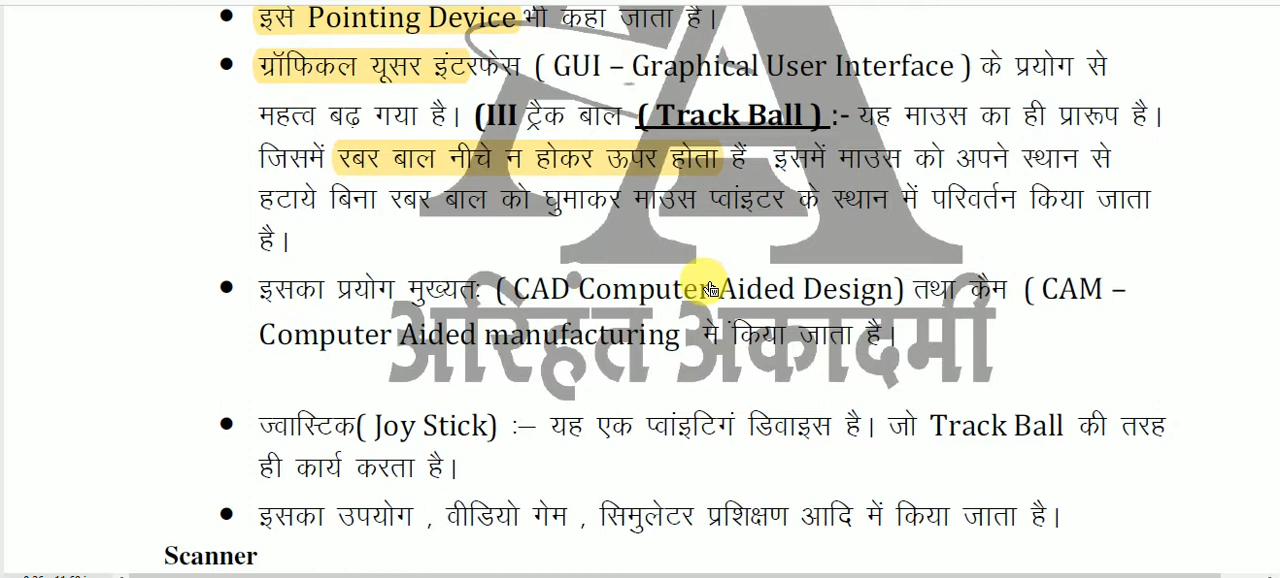 • इसे Pointing Device भी कहा जाता है।
• ग्रॉफिकल यूसर इंटरफेस ( GUI – Graphical User Interface ) के प्रयोग से
महत्व बढ़ गया है। (III ट्रैक बाल ( Track Ball ) :- यह माउस का ही प्रारूप है।
जिसमें रबर बाल नीचे न होकर ऊपर होता हैं इसमें माउस को अपने स्थान से
हटाये बिना रबर बाल को घुमाकर माउस प्वांइटर के स्थान में परिवर्तन किया जाता
है।
• इसका प्रयोग मुख्यतः ( CAD Computer Aided Design) तथा कैम ( CAM –
Computer Aided manufacturing में किया जाता है।
अरिहंत अकादमी
• ज्वास्टिक( Joy Stick) :– यह एक प्वांइटिगं डिवाइस है। जो Track Ball की तरह
ही कार्य करता है।
• इसका उपयोग , वीडियो गेम , सिमुलेटर प्रशिक्षण आदि में किया जाता है।
Scanner